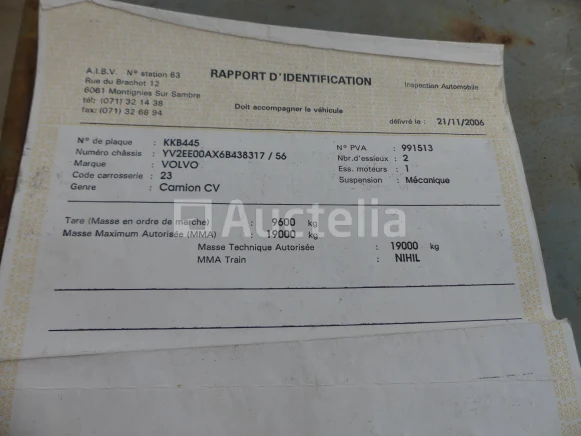 A.I.B.V. N° station 63
Rue du Brachot 12
6061 Montignies Sur Sambre
tél: (071) 32 14 38
fax: (071) 32 66 94
RAPPORT D'IDENTIFICATION
Inspection Automobile
Doit accompagner le véhicule
délivré le : 21/11/2006
N° de plaque : KKB445
Numéro châssis : YV2EE00AX6B438317 / 56
Marque : VOLVO
Code carrosserie : 23
Genre : Camion CV
N° PVA : 991513
Nbr.d'essieux : 2
Ess. moteurs : 1
Suspension : Mécanique
Auctelia
Tare (Masse en ordre de marche) : 9600 kg
Masse Maximum Autorisée (MMA) : 19000 kg
Masse Technique Autorisée : 19000 kg
MMA Train : NIHIL